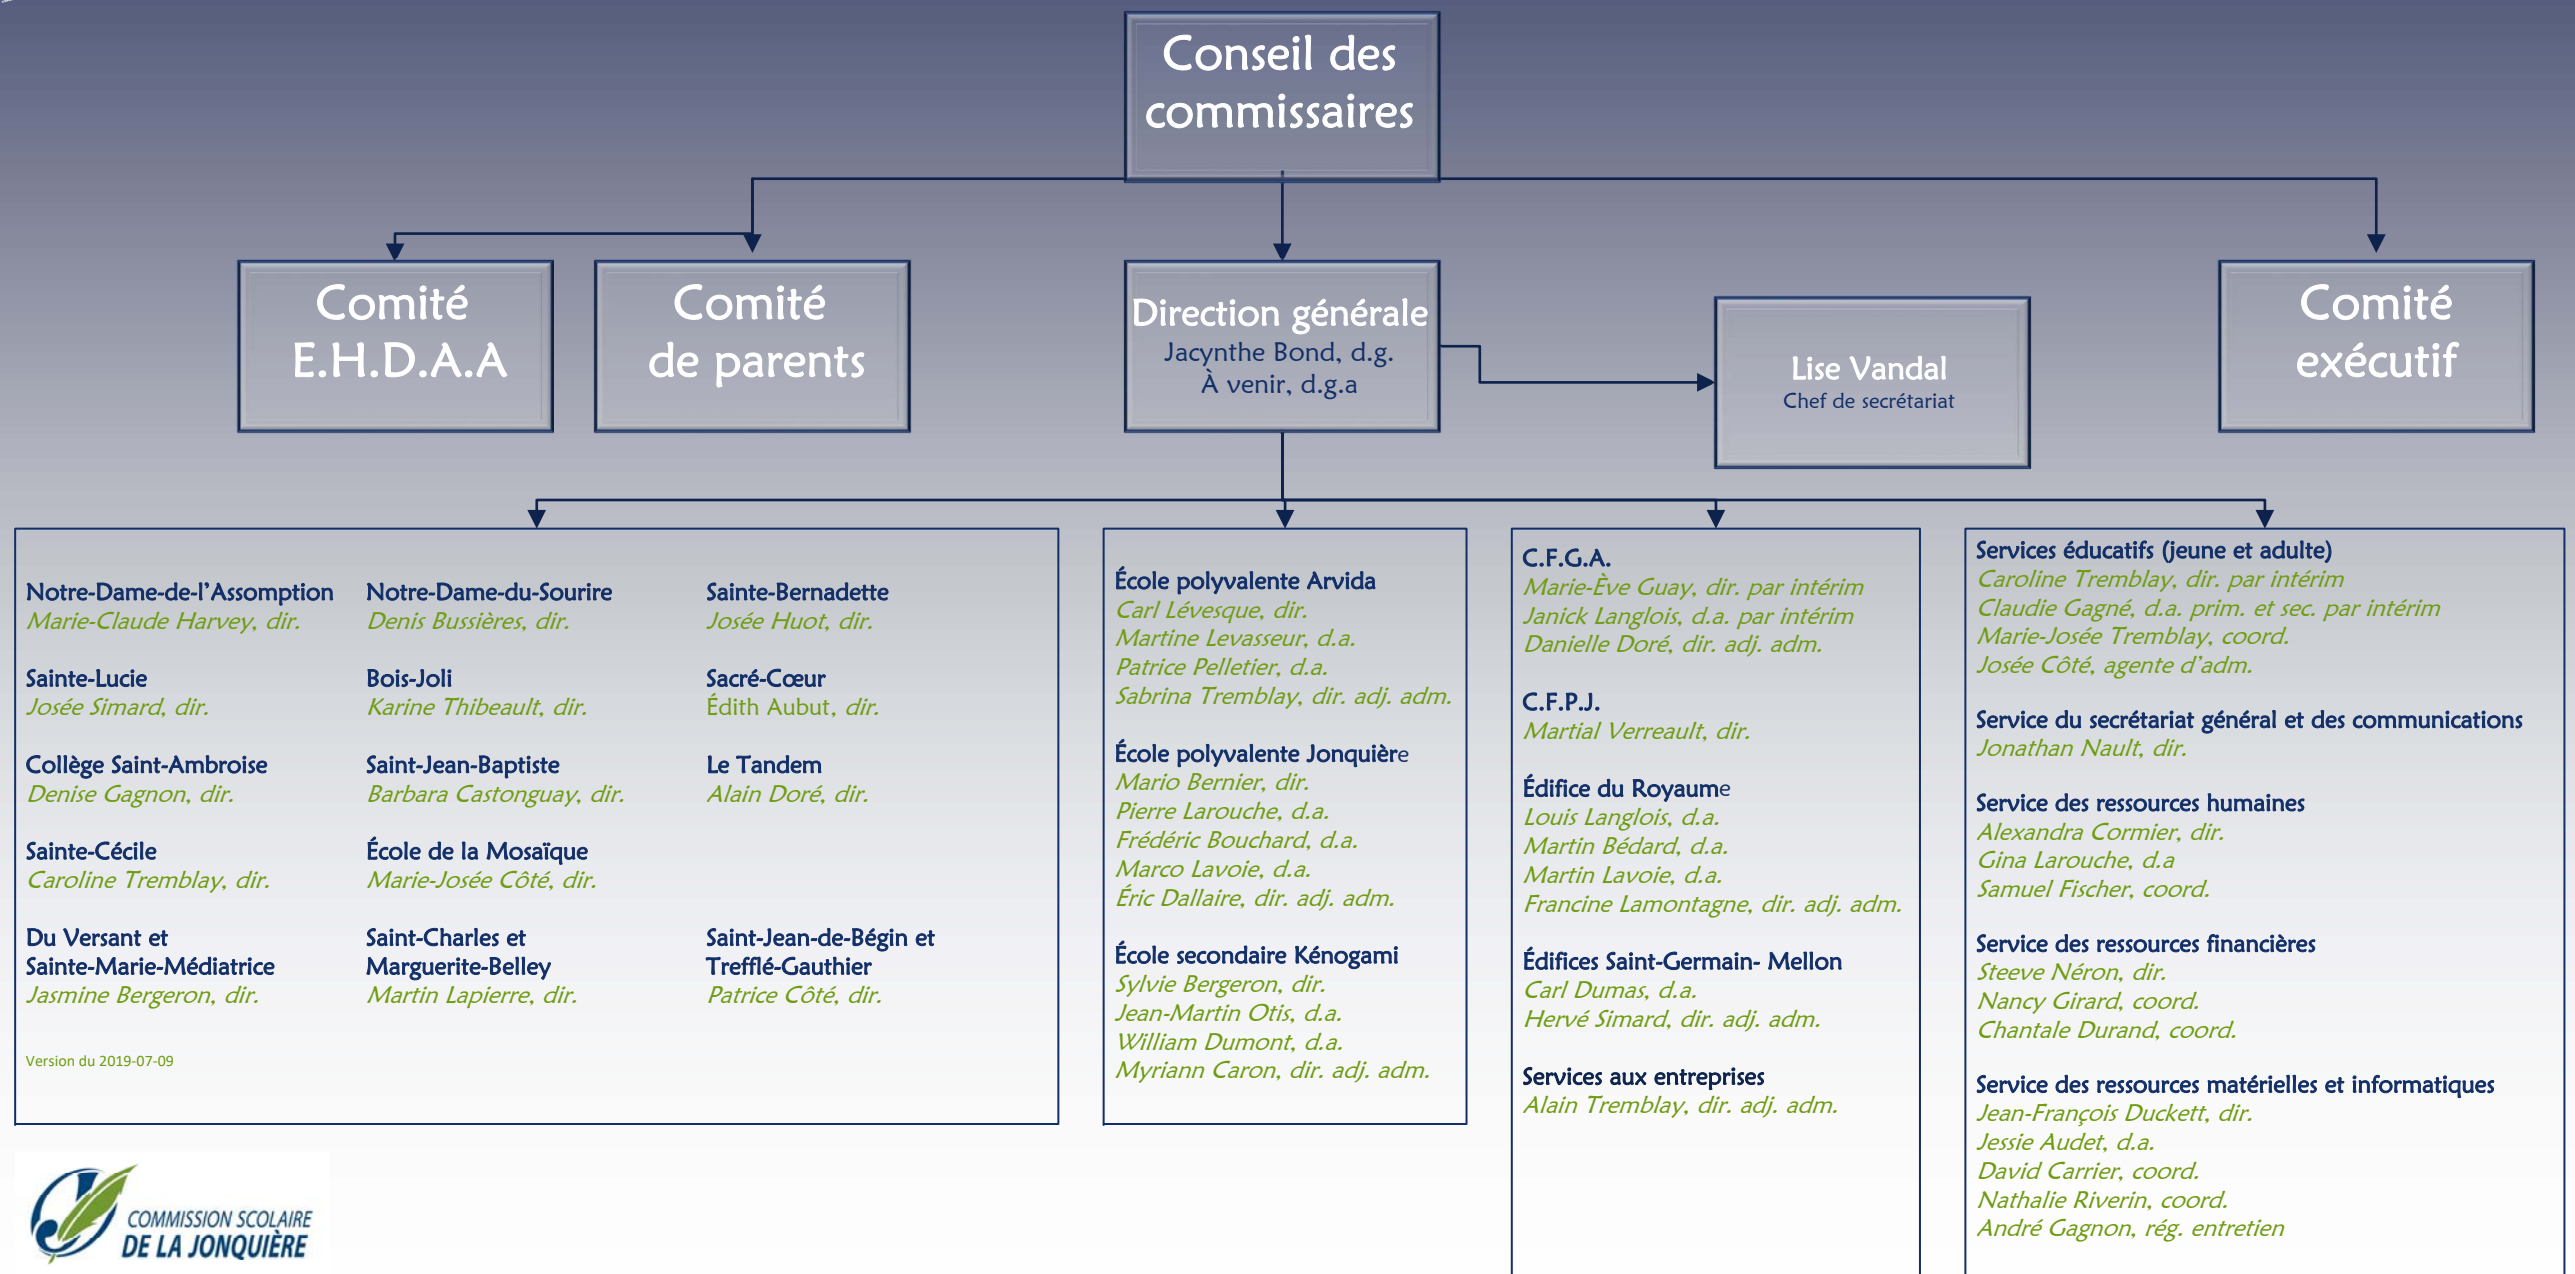 Conseil des
commissaires
Comité
E.H.D.A.A
Comité
de parents
Direction générale
Jacynthe Bond, d.g.
À venir, d.g.a
Lise Vandal
Chef de secrétariat
Comité
exécutif
Notre-Dame-de-l'Assomption
Marie-Claude Harvey, dir.
Notre-Dame-du-Sourire
Denis Bussières, dir.
Sainte-Bernadette
Josée Huot, dir.
Sainte-Lucie
Josée Simard, dir.
Bois-Joli
Karine Thibeault, dir.
Sacré-Cœur
Édith Aubut, dir.
Collège Saint-Ambroise
Denise Gagnon, dir.
Saint-Jean-Baptiste
Barbara Castonguay, dir.
Le Tandem
Alain Doré, dir.
Sainte-Cécile
Caroline Tremblay, dir.
École de la Mosaïque
Marie-Josée Côté, dir.
Du Versant et
Sainte-Marie-Médiatrice
Jasmine Bergeron, dir.
Saint-Charles et
Marguerite-Belley
Martin Lapierre, dir.
Saint-Jean-de-Bégin et
Trefflé-Gauthier
Patrice Côté, dir.
Version du 2019-07-09
École polyvalente Arvida
Carl Lévesque, dir.
Martine Levasseur, d.a.
Patrice Pelletier, d.a.
Sabrina Tremblay, dir. adj. adm.
École polyvalente Jonquière
Mario Bernier, dir.
Pierre Larouche, d.a.
Frédéric Bouchard, d.a.
Marco Lavoie, d.a.
Éric Dallaire, dir. adj. adm.
École secondaire Kénogami
Sylvie Bergeron, dir.
Jean-Martin Otis, d.a.
William Dumont, d.a.
Myriann Caron, dir. adj. adm.
C.F.G.A.
Marie-Ève Guay, dir. par intérim
Janick Langlois, d.a. par intérim
Danielle Doré, dir. adj. adm.
C.F.P.J.
Martial Verreault, dir.
Édifice du Royaume
Louis Langlois, d.a.
Martin Bédard, d.a.
Martin Lavoie, d.a.
Francine Lamontagne, dir. adj. adm.
Édifices Saint-Germain- Mellon
Carl Dumas, d.a.
Hervé Simard, dir. adj. adm.
Services aux entreprises
Alain Tremblay, dir. adj. adm.
Services éducatifs (jeune et adulte)
Caroline Tremblay, dir. par intérim
Claudie Gagné, d.a. prim. et sec. par intérim
Marie-Josée Tremblay, coord.
Josée Côté, agente d'adm.
Service du secrétariat général et des communications
Jonathan Nault, dir.
Service des ressources humaines
Alexandra Cormier, dir.
Gina Larouche, d.a
Samuel Fischer, coord.
Service des ressources financières
Steeve Néron, dir.
Nancy Girard, coord.
Chantale Durand, coord.
Service des ressources matérielles et informatiques
Jean-François Duckett, dir.
Jessie Audet, d.a.
David Carrier, coord.
Nathalie Riverin, coord.
André Gagnon, rég. entretien
COMMISSION SCOLAIRE
DE LA JONQUIÈRE